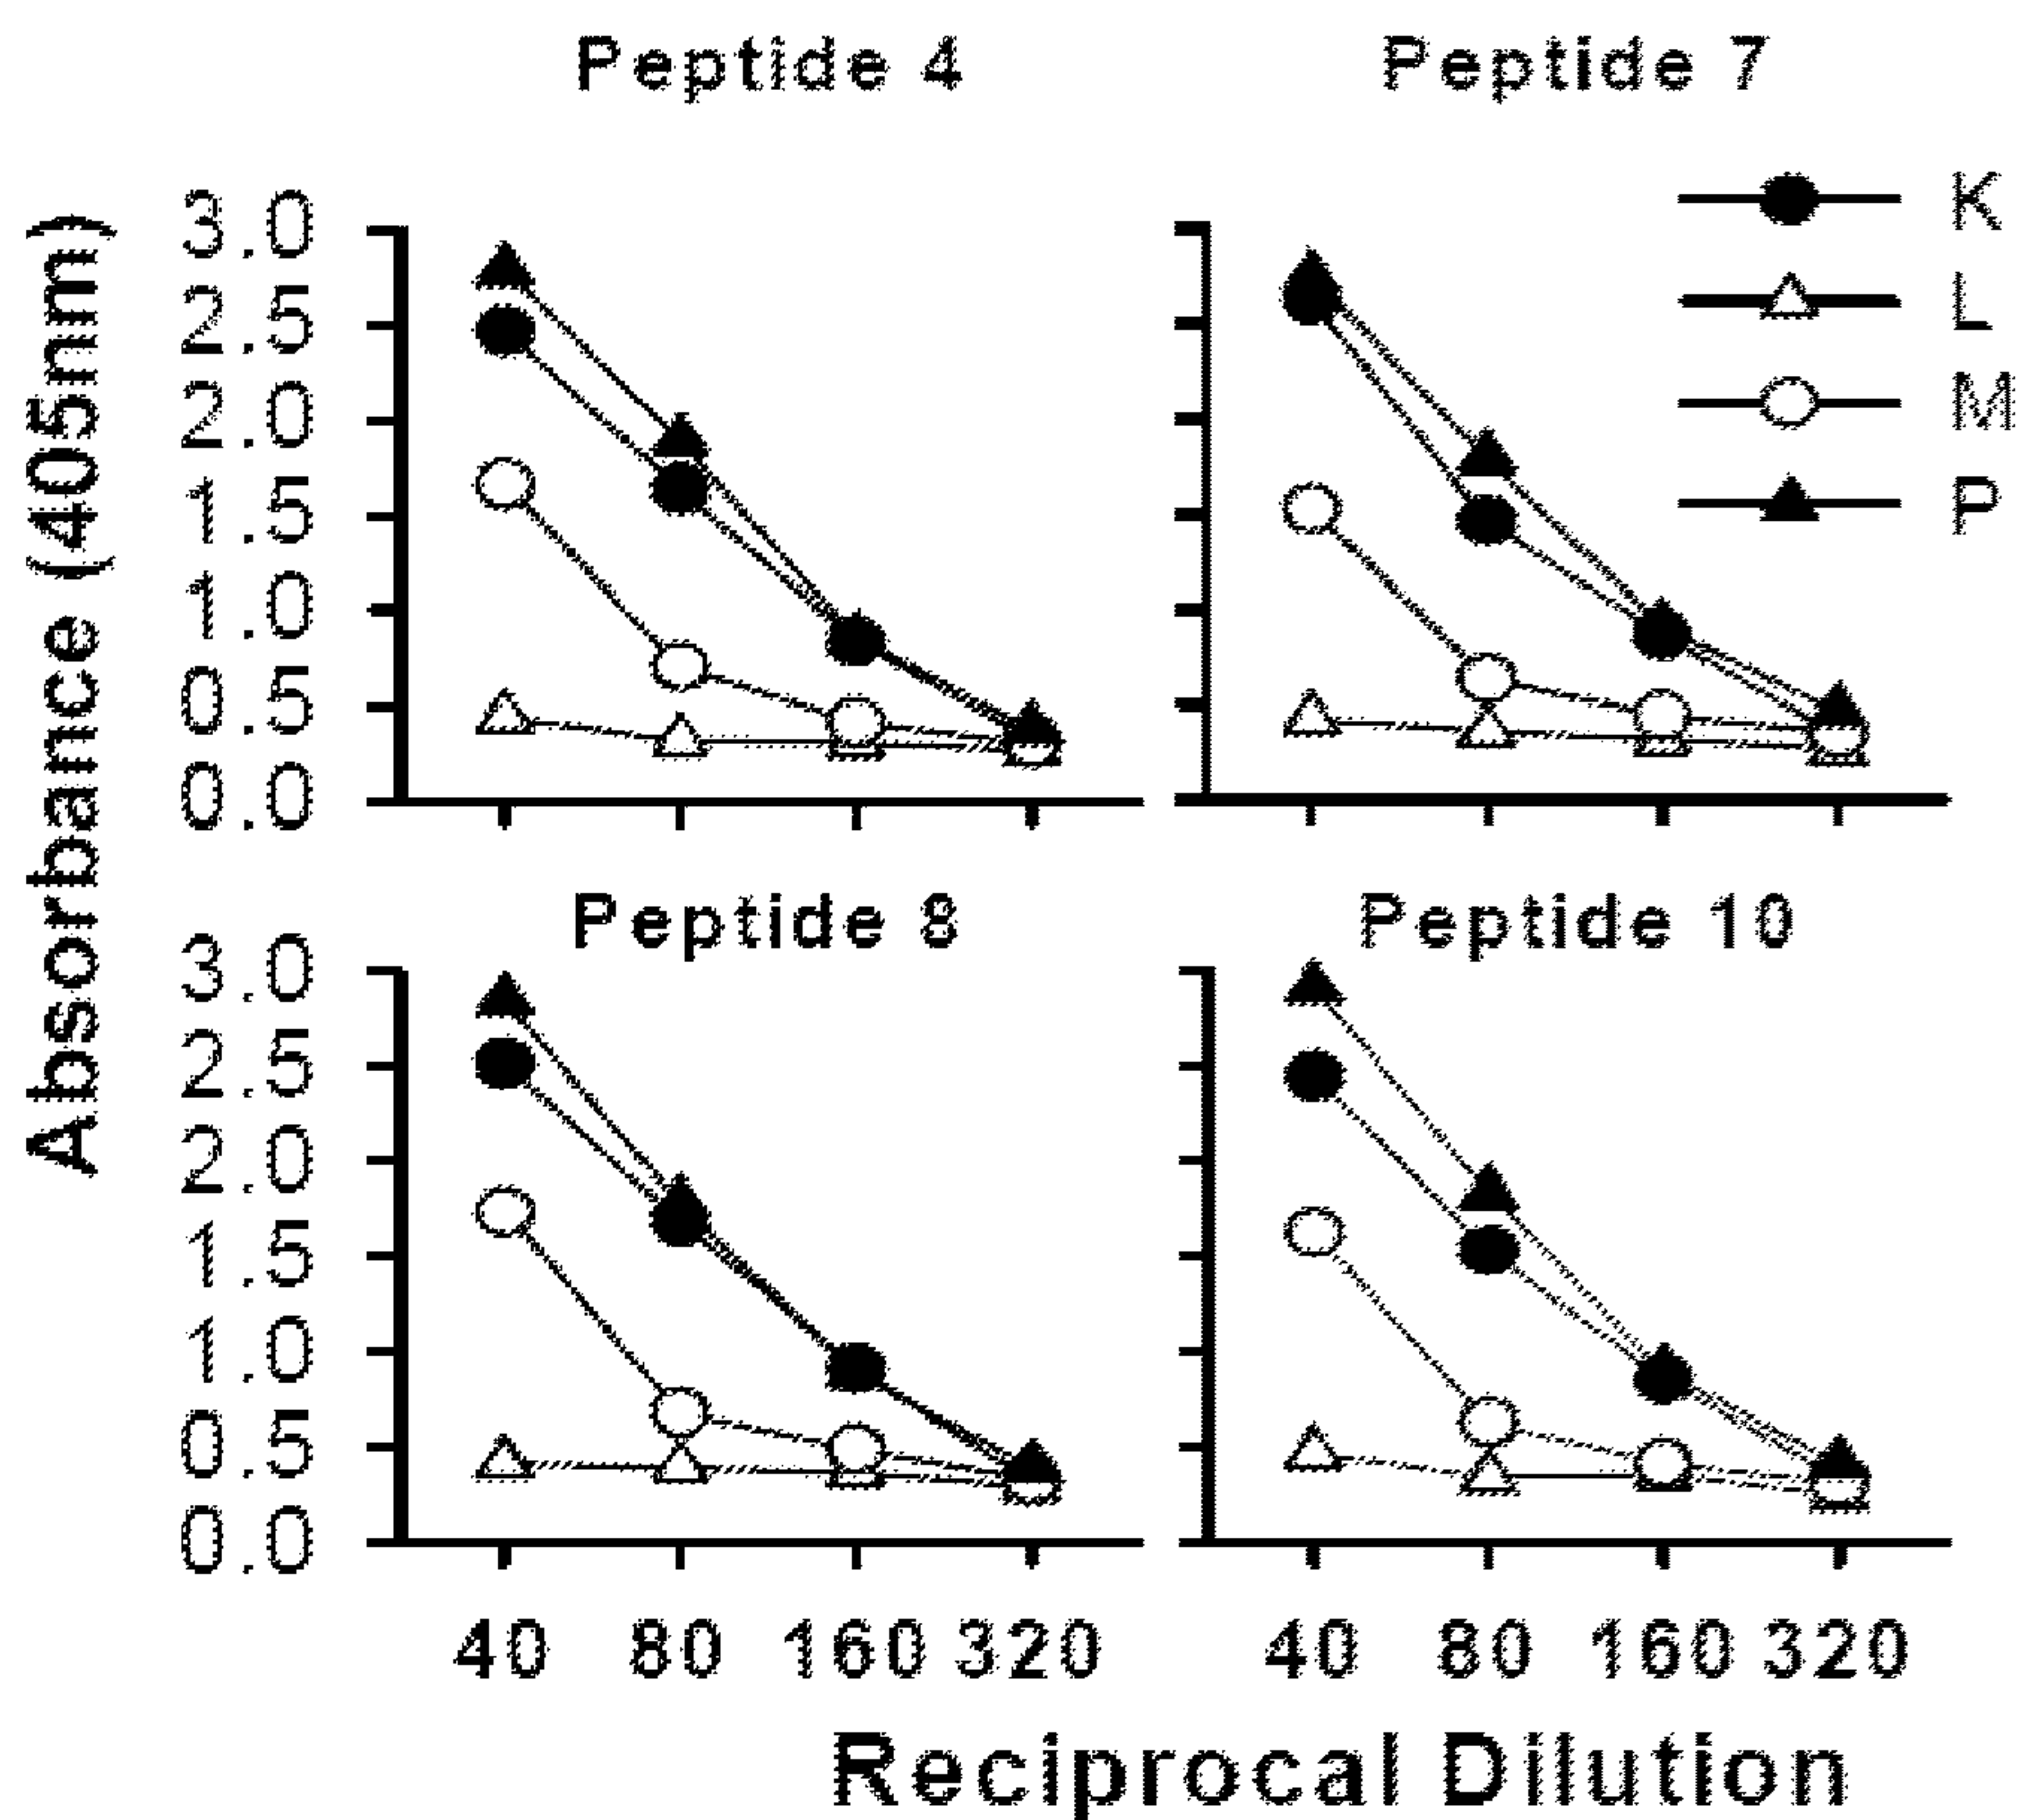 Peptide 4
Peptide 7
Absorbance (405nm)
3.0
2.5
2.0
1.5
1.0
0.5
0.0
K
L
M
P
Peptide 8
Peptide 10
3.0
2.5
2.0
1.5
1.0
0.5
0.0
40 80 160 320
40 80 160 320
Reciprocal Dilution